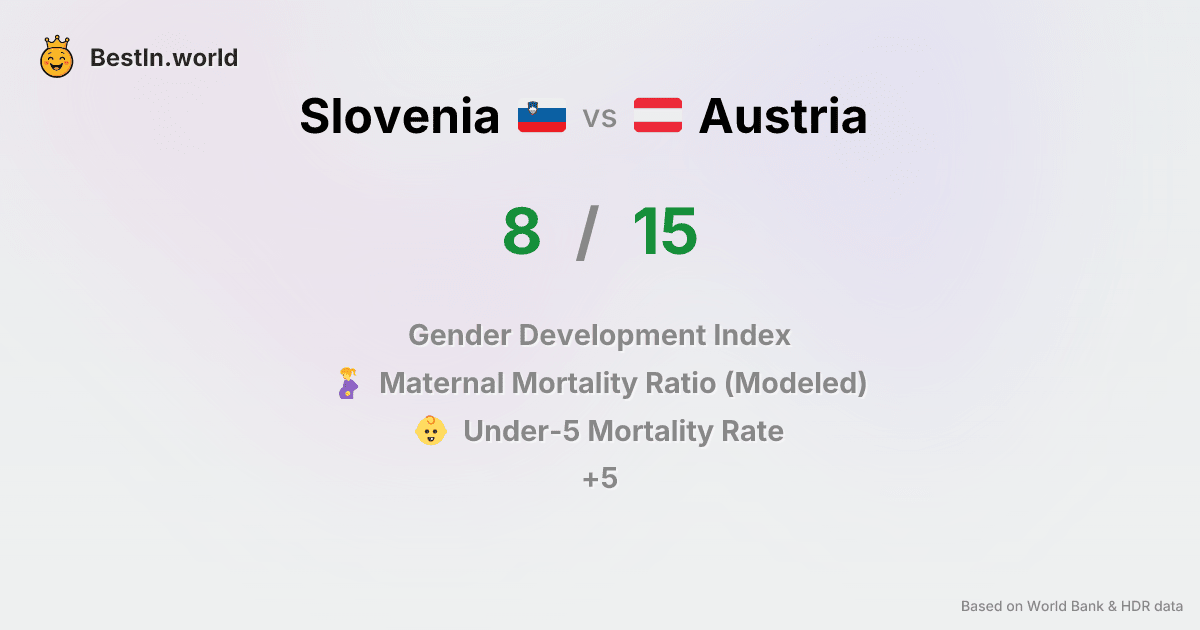 BestIn.world
Slovenia vs Austria
8 / 15
Gender Development Index
Maternal Mortality Ratio (Modeled)
Under-5 Mortality Rate
+5
Based on World Bank & HDR data